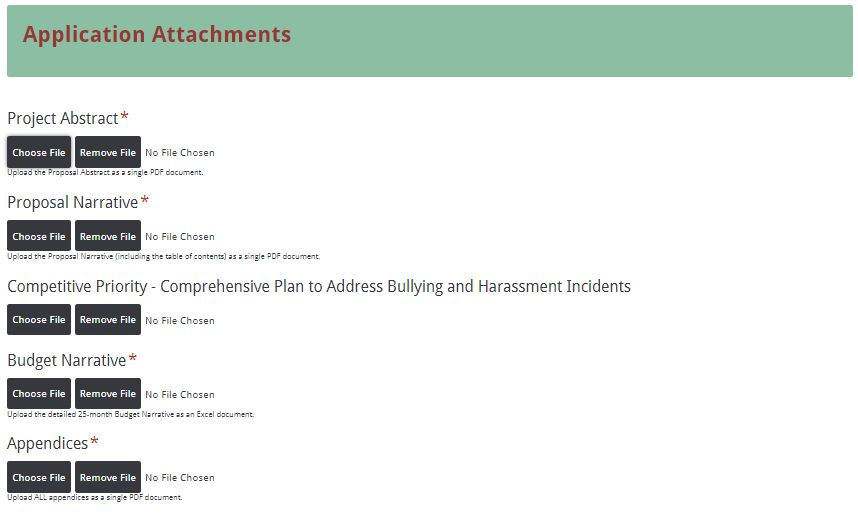 Application Attachments
Project Abstract*
Choose File Remove File No File Chosen
Upload the Proposal Abstract as a single PDF document.
Proposal Narrative*
Choose File Remove File No File Chosen
Upload the Proposal Narrative (including the table of contents) as a single PDF document.
Competitive Priority - Comprehensive Plan to Address Bullying and Harassment Incidents
Choose File Remove File No File Chosen
Budget Narrative*
Choose File Remove File No File Chosen
Upload the detailed 25-month Budget Narrative as an Excel document.
Appendices*
Choose File Remove File No File Chosen
Upload ALL appendices as a single PDF document.